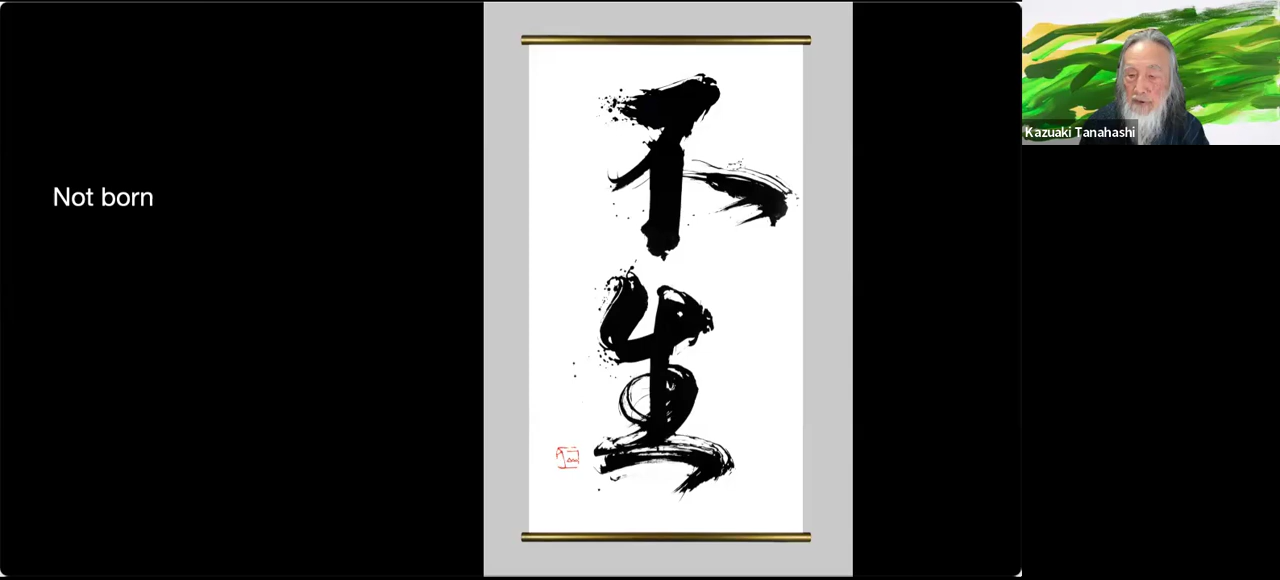 Not born
不
生
Kazuaki Tanahashi